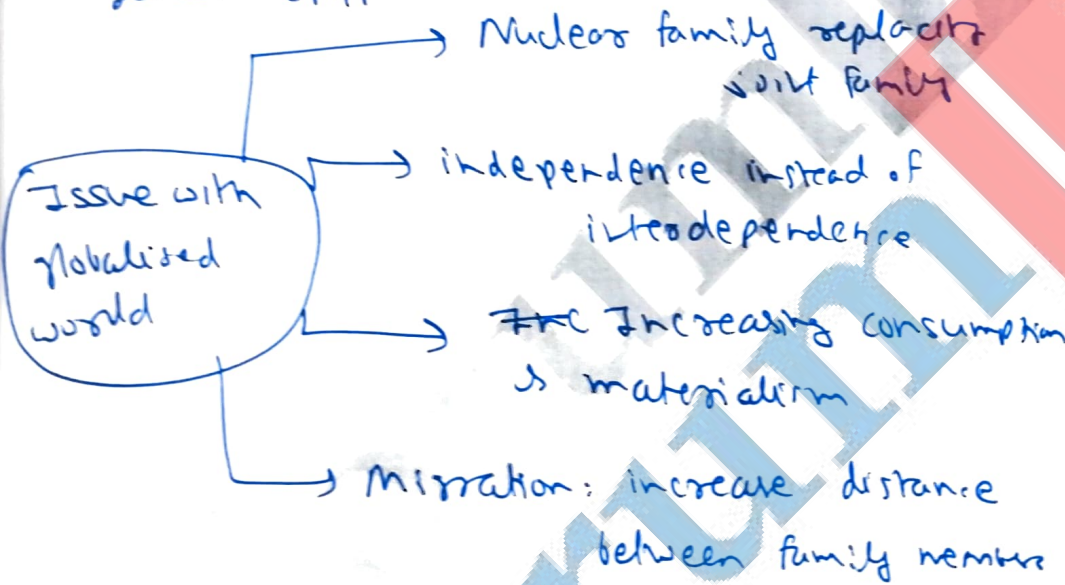 Nuclear family replacing
joint family
Issue with
globalised
world
independence instead of
interdependence
Increasing consumption
& materialism
Migration: increase distance
between family members